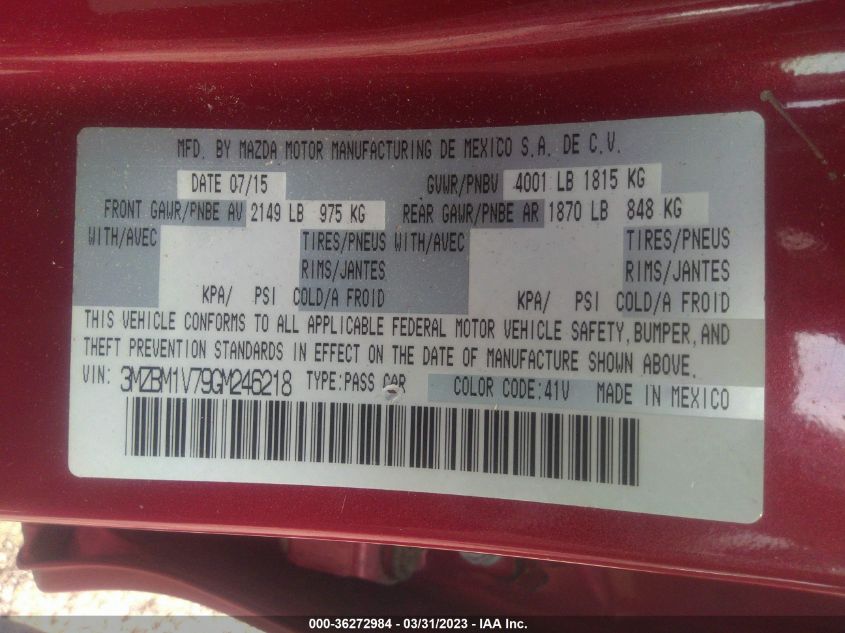 MFD. BY MAZDA MOTOR MANUFACTURING DE MEXICO S.A. DE C.V.
DATE 07/15 GVWR/PNBV 4001 LB 1815 KG
FRONT GAWR/PNBE AV 2149 LB 975 KG REAR GAWR/PNBE AR 1870 LB 848 KG
WITH/AVEC TIRES/PNEUS WITH/AVEC TIRES/PNEUS
RIMS/JANTES RIMS/JANTES
KPA/ PSI COLD/A FROID KPA/ PSI COLD/A FROID
THIS VEHICLE CONFORMS TO ALL APPLICABLE FEDERAL MOTOR VEHICLE SAFETY, BUMPER, AND
THEFT PREVENTION STANDARDS IN EFFECT ON THE DATE OF MANUFACTURE SHOWN ABOVE.
VIN: 3MZBM1V79GM246218 TYPE:PASS CAR COLOR CODE:41V MADE IN MEXICO
000-36272984 / 03/31/2023 - IAA Inc.